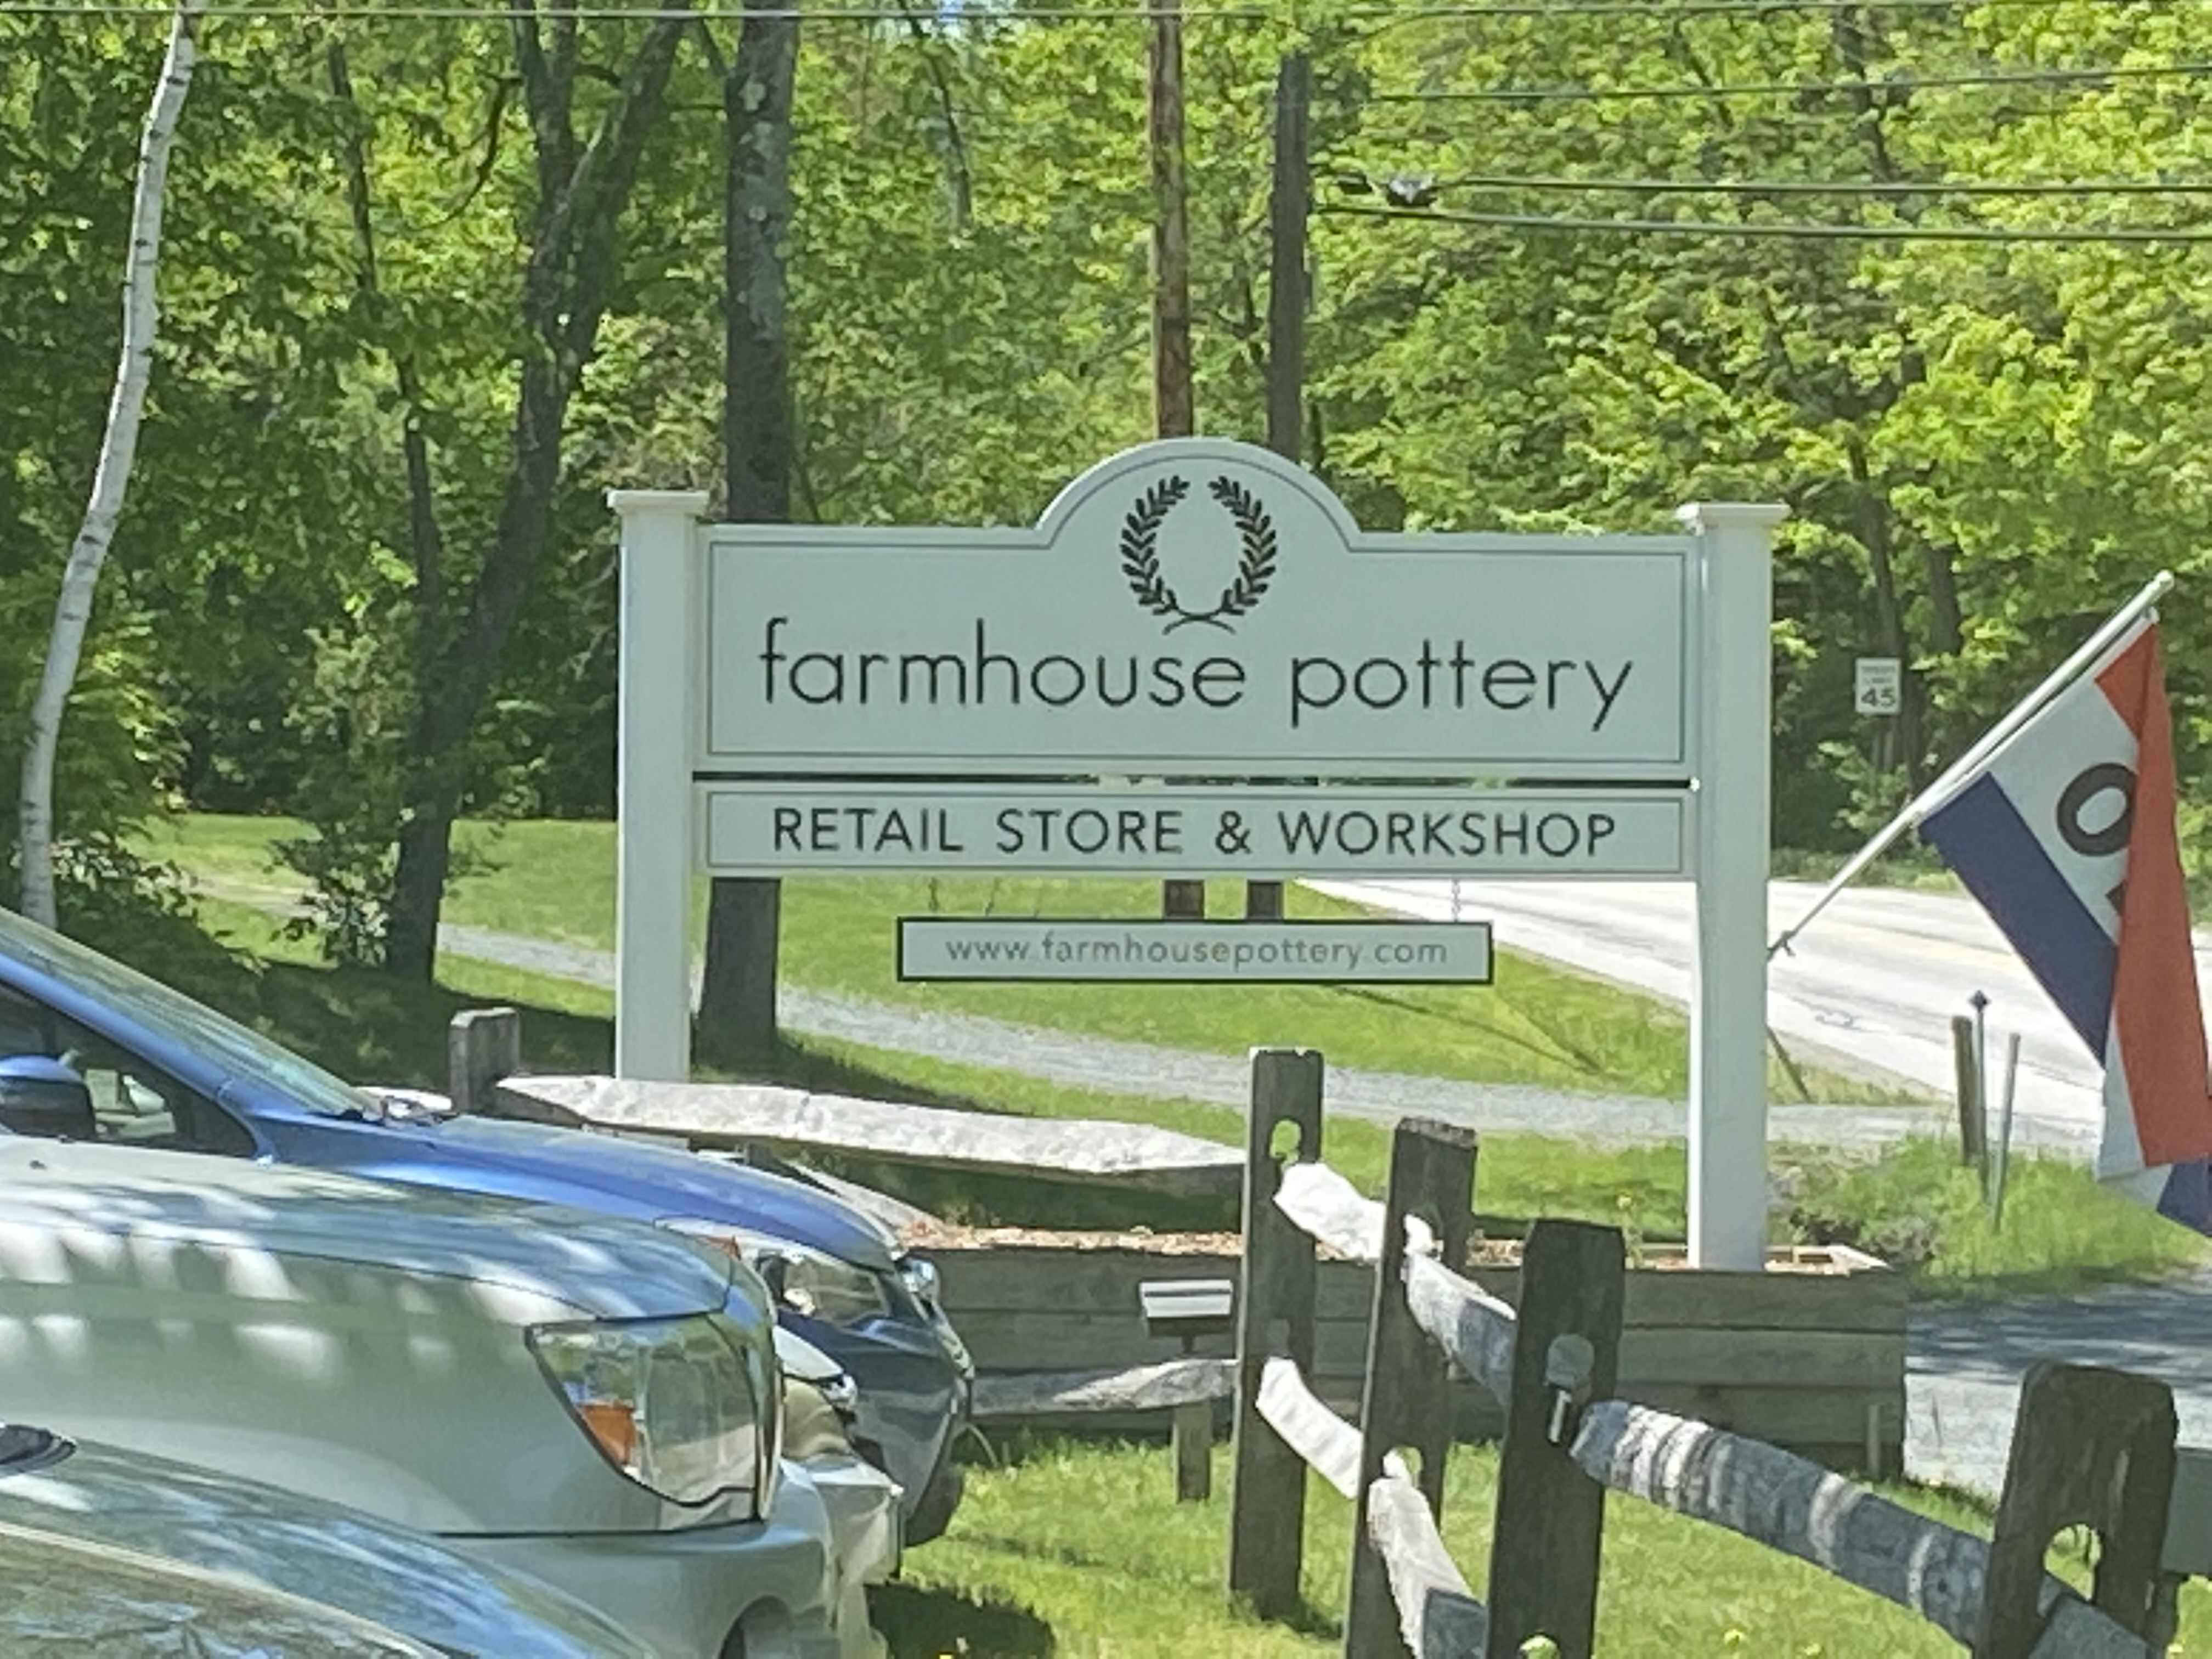 farmhouse pottery
RETAIL STORE & WORKSHOP
www.farmhousepottery.com
45